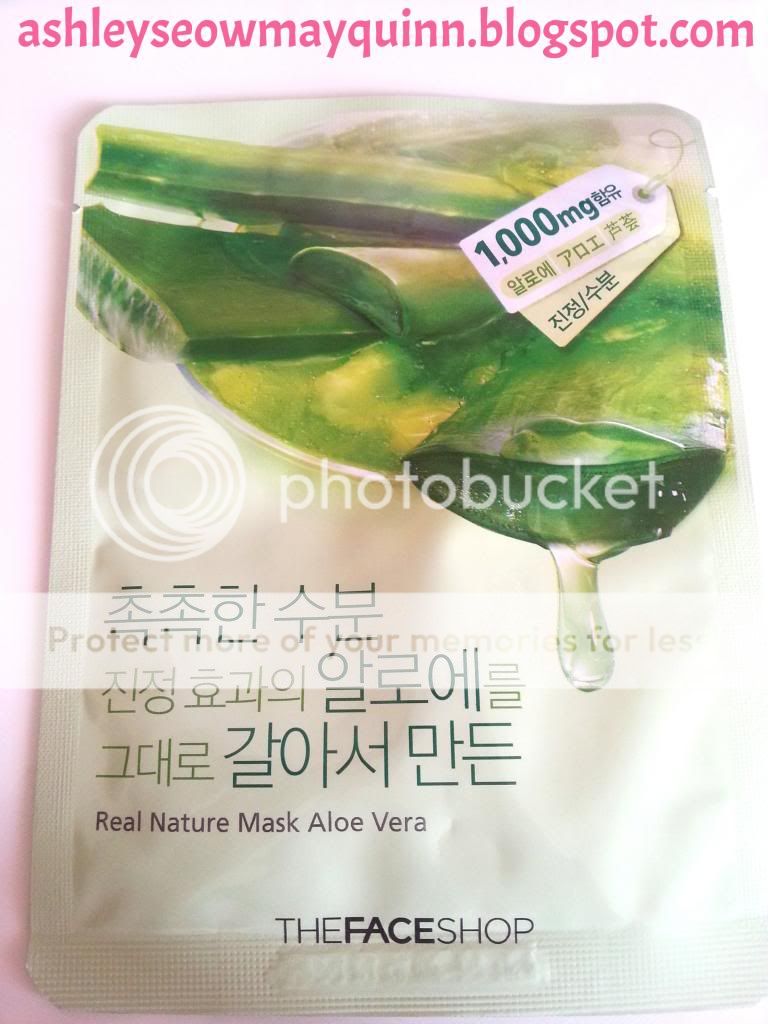 ashleyseowmayquinn.blogspot.com
1,000mg함유
알로에 アロエ 芦荟
진정/수분
photobucket
촉촉한 수분
Protect more of your memories for less
진정 효과의 알로에를
그대로 갈아서 만든
Real Nature Mask Aloe Vera
THEFACESHOP